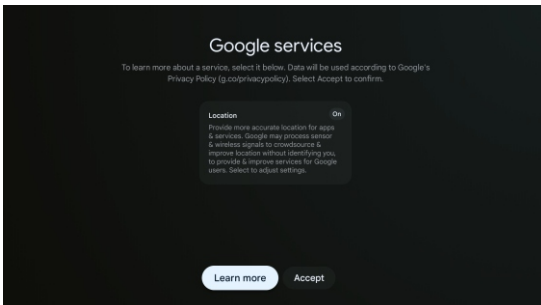 Google services
To learn more about a service, select it below. Data will be used according to Google's
Privacy Policy (g.co/privacypolicy). Select Accept to confirm.
Location
On
Provide more accurate location for apps
& services. Google may process sensor
& wireless signals to crowdsource &
improve location without identifying you,
to provide & improve services for Google
users. Select to adjust settings.
Learn more
Accept